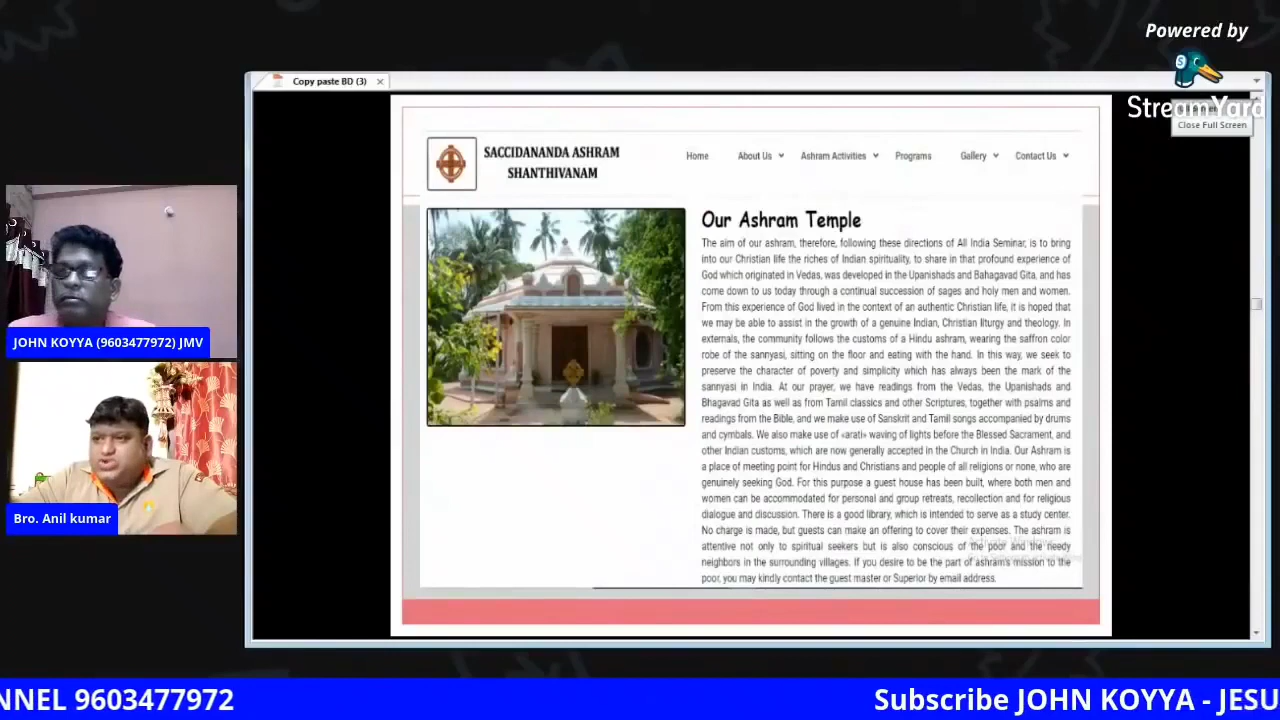 Powered by
StreamYard
Copy paste BD (3)
Close Full Screen
SACCIDANANDA ASHRAM
SHANTHIVANAM
Home
About Us
Ashram Activities
Programs
Gallery
Contact Us
Our Ashram Temple
The aim of our ashram, therefore, following these directions of All India Seminar, is to bring
into our Christian life the riches of Indian spirituality, to share in that profound experience of
God which originated in Vedas, was developed in the Upanishads and Bahagavad Gita, and has
come down to us today through a continual succession of sages and holy men and women.
From this experience of God lived in the context of an authentic Christian life, it is hoped that
we may be able to assist in the growth of a genuine Indian, Christian liturgy and theology. In
externals, the community follows the customs of a Hindu ashram, wearing the saffron color
robe of the sannyasi, sitting on the floor and eating with the hand. In this way, we seek to
preserve the character of poverty and simplicity which has always been the mark of the
sannyasi in India. At our prayer, we have readings from the Vedas, the Upanishads and
Bhagavad Gita as well as from Tamil classics and other Scriptures, together with psalms and
readings from the Bible, and we make use of Sanskrit and Tamil songs accompanied by drums
and cymbals. We also make use of «arati» waving of lights before the Blessed Sacrament, and
other Indian customs, which are now generally accepted in the Church in India. Our Ashram is
a place of meeting point for Hindus and Christians and people of all religions or none, who are
genuinely seeking God. For this purpose a guest house has been built, where both men and
women can be accommodated for personal and group retreats, recollection and for religious
dialogue and discussion. There is a good library, which is intended to serve as a study center.
No charge is made, but guests can make an offering to cover their expenses. The ashram is
attentive not only to spiritual seekers but is also conscious of the poor and the needy
neighbors in the surrounding villages. If you desire to be the part of ashram's mission to the
poor, you may kindly contact the guest master or Superior by email address.
JOHN KOYYA (9603477972) JMV
Bro. Anil kumar
NNEL 9603477972
Subscribe JOHN KOYYA - JESU